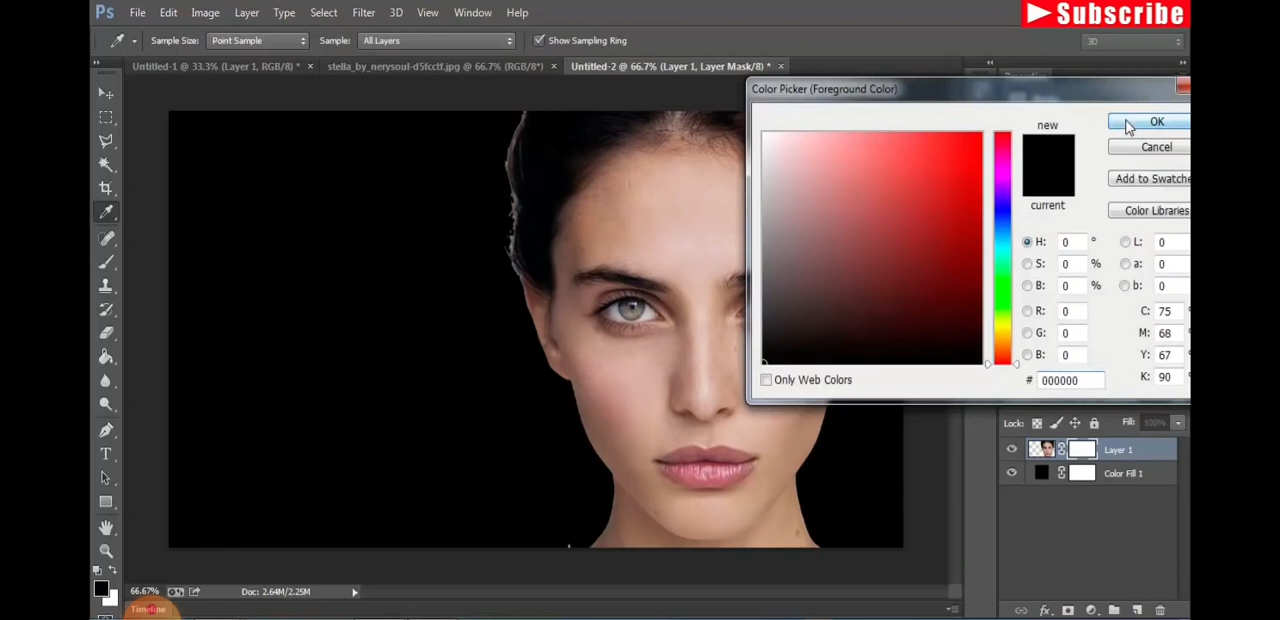 Subscribe
Ps File Edit Image Layer Type Select Filter 3D View Window Help
Sample Size: Point Sample Sample: All Layers Show Sampling Ring 3D
Untitled-1 @ 33.3% (Layer 1, RGB/8) * × stella_by_nerysoul-d5fcctf.jpg @ 66.7% (RGB/8*) × Untitled-2 @ 66.7% (Layer 1, Layer Mask/8) * ×
Color Picker (Foreground Color)
new
OK
Cancel
Add to Swatche
current
Color Libraries
H: 0 ° L: 0
S: 0 % a: 0
B: 0 % b: 0
R: 0 C: 75
G: 0 M: 68
B: 0 Y: 67
# 000000 K: 90
Only Web Colors
Lock: Fill: 100%
Layer 1
Color Fill 1
T
66.67% Doc: 2.64M/2.25M
Timeline
fx